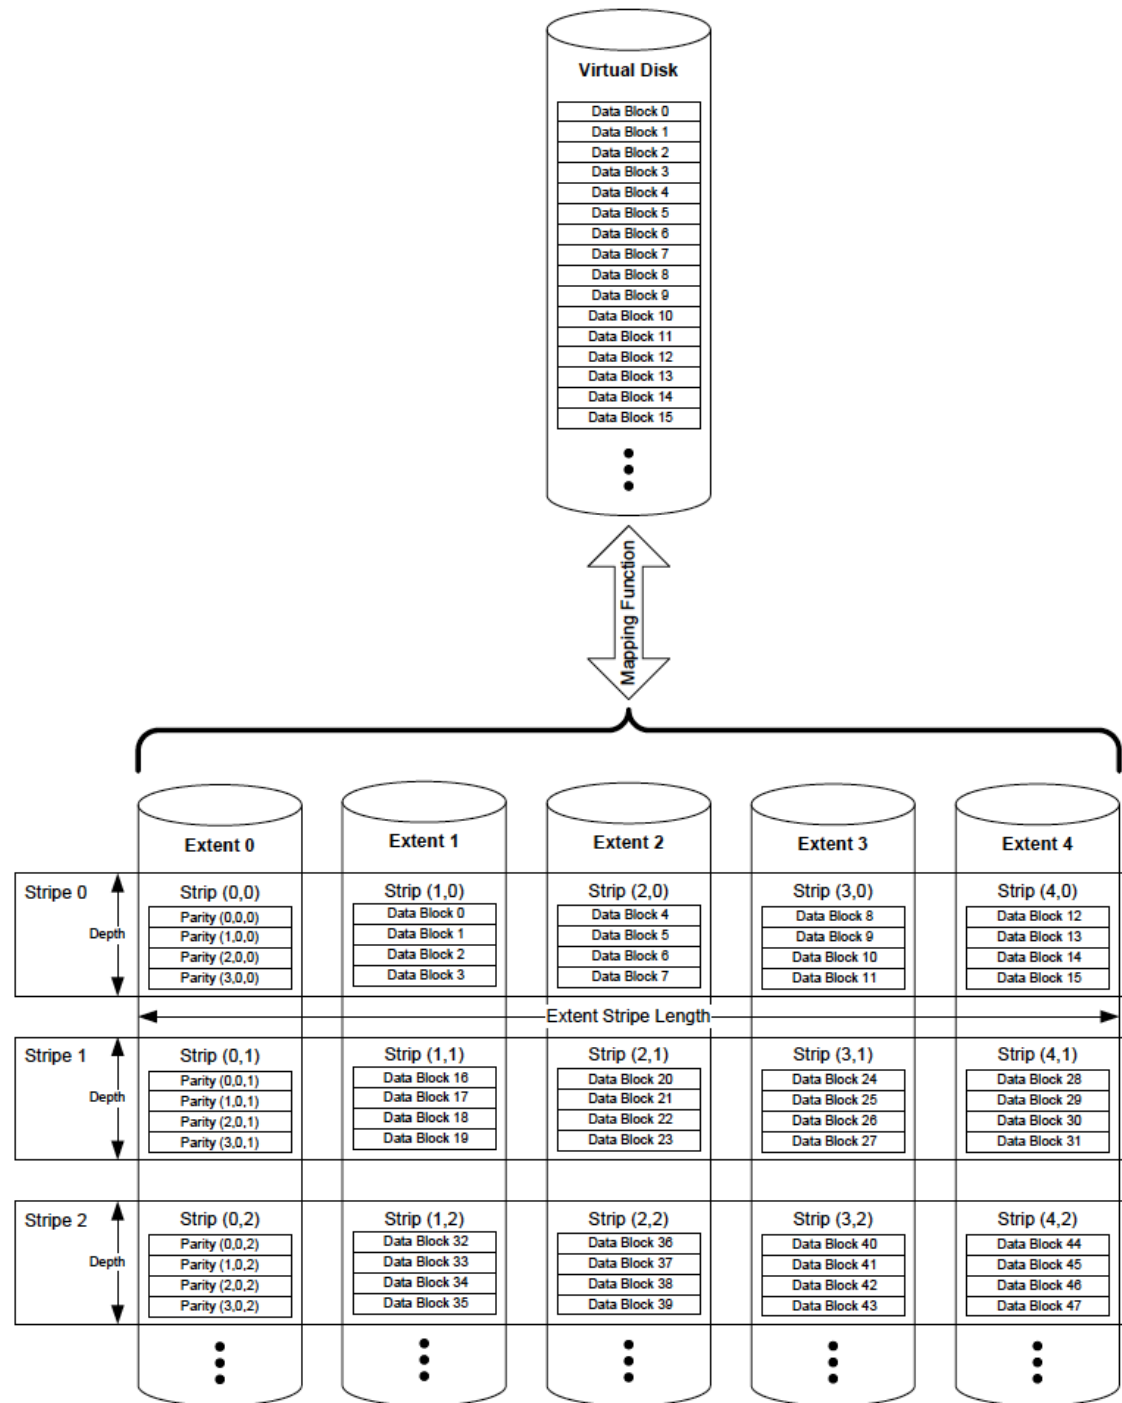 Virtual Disk
Data Block 0
Data Block 1
Data Block 2
Data Block 3
Data Block 4
Data Block 5
Data Block 6
Data Block 7
Data Block 8
Data Block 9
Data Block 10
Data Block 11
Data Block 12
Data Block 13
Data Block 14
Data Block 15
Mapping Function
Extent 0
Extent 1
Extent 2
Extent 3
Extent 4
Stripe 0
Depth
Strip (0,0)
Parity (0,0,0)
Parity (1,0,0)
Parity (2,0,0)
Parity (3,0,0)
Strip (1,0)
Data Block 0
Data Block 1
Data Block 2
Data Block 3
Strip (2,0)
Data Block 4
Data Block 5
Data Block 6
Data Block 7
Strip (3,0)
Data Block 8
Data Block 9
Data Block 10
Data Block 11
Strip (4,0)
Data Block 12
Data Block 13
Data Block 14
Data Block 15
Extent Stripe Length
Stripe 1
Depth
Strip (0,1)
Parity (0,0,1)
Parity (1,0,1)
Parity (2,0,1)
Parity (3,0,1)
Strip (1,1)
Data Block 16
Data Block 17
Data Block 18
Data Block 19
Strip (2,1)
Data Block 20
Data Block 21
Data Block 22
Data Block 23
Strip (3,1)
Data Block 24
Data Block 25
Data Block 26
Data Block 27
Strip (4,1)
Data Block 28
Data Block 29
Data Block 30
Data Block 31
Stripe 2
Depth
Strip (0,2)
Parity (0,0,2)
Parity (1,0,2)
Parity (2,0,2)
Parity (3,0,2)
Strip (1,2)
Data Block 32
Data Block 33
Data Block 34
Data Block 35
Strip (2,2)
Data Block 36
Data Block 37
Data Block 38
Data Block 39
Strip (3,2)
Data Block 40
Data Block 41
Data Block 42
Data Block 43
Strip (4,2)
Data Block 44
Data Block 45
Data Block 46
Data Block 47